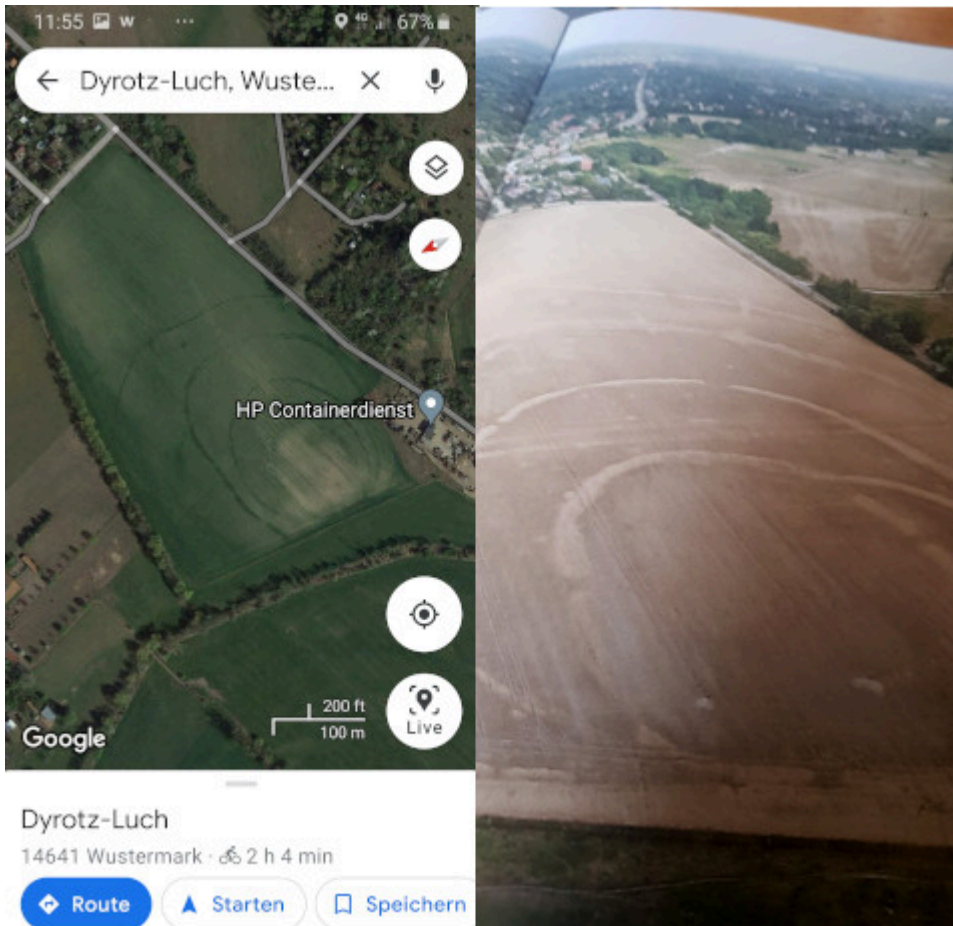 11:55 W ... 4G 67%
Dyrotz-Luch, Wuste...
HP Containerdienst
200 ft
100 m
Live
Google
Dyrotz-Luch
14641 Wustermark · 2 h 4 min
Route Starten Speichern